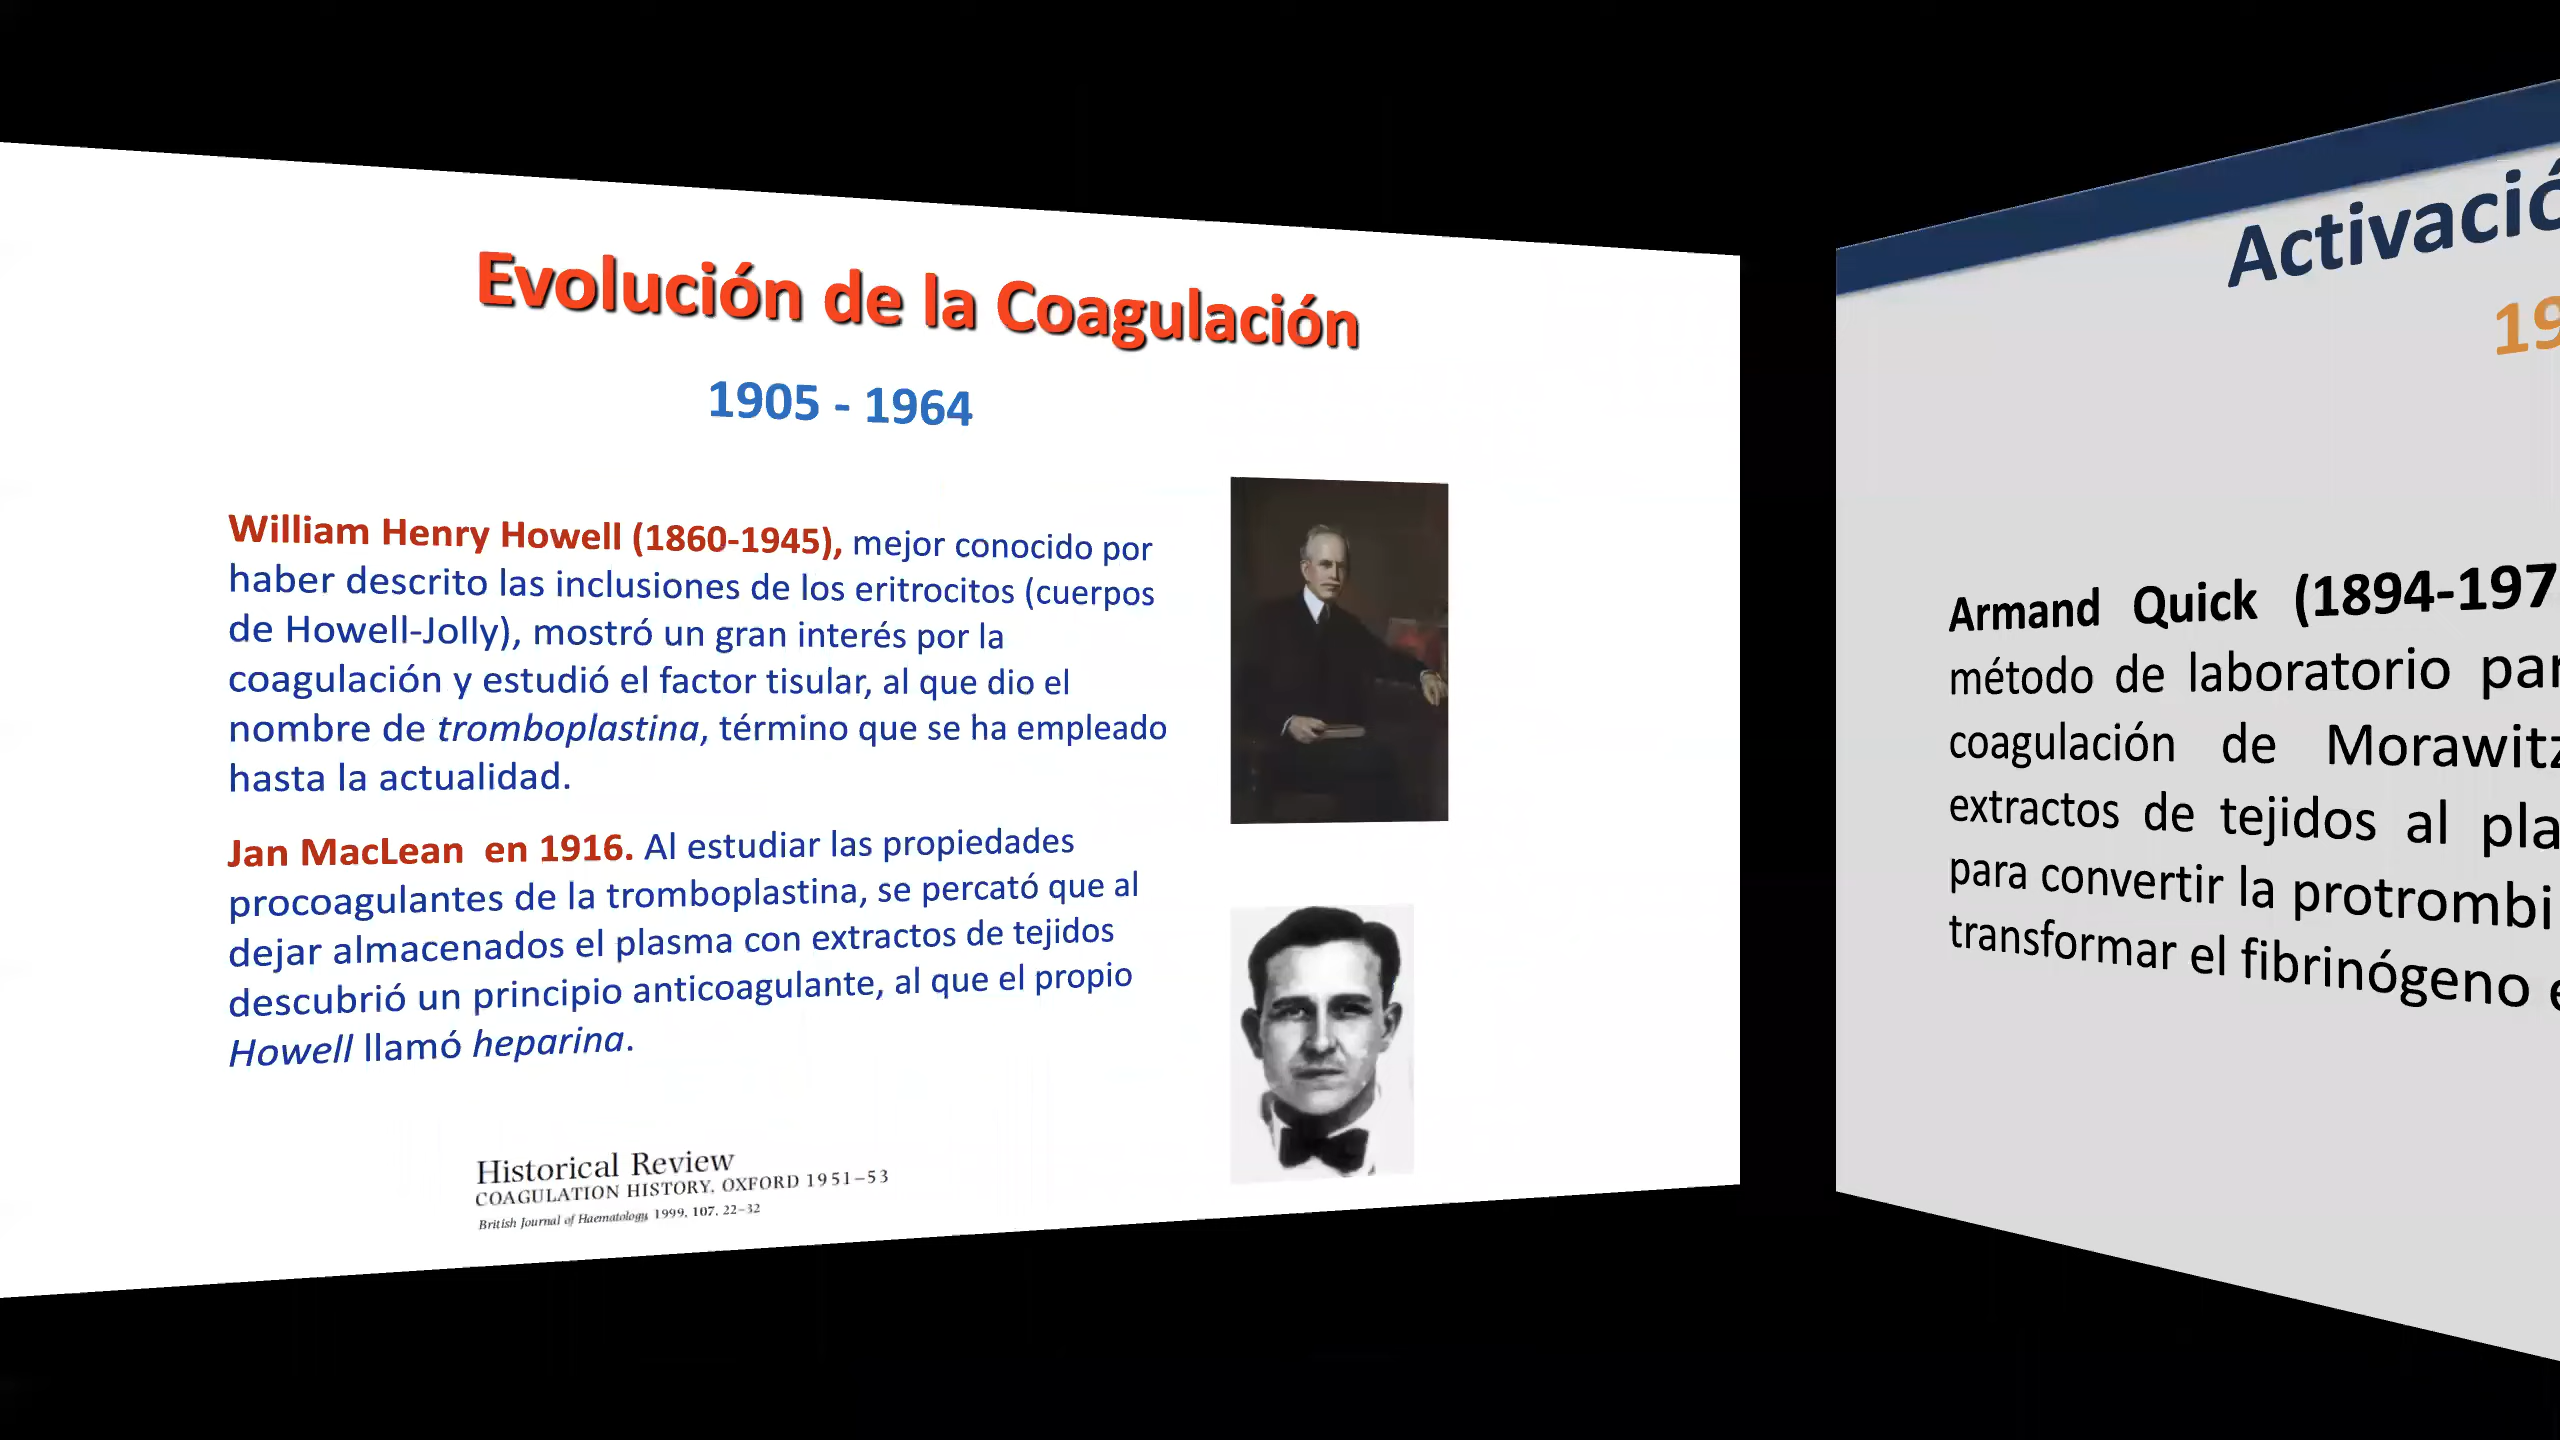 Evolución de la Coagulación
1905 - 1964
William Henry Howell (1860-1945), mejor conocido por
haber descrito las inclusiones de los eritrocitos (cuerpos
de Howell-Jolly), mostró un gran interés por la
coagulación y estudió el factor tisular, al que dio el
nombre de tromboplastina, término que se ha empleado
hasta la actualidad.
Jan MacLean en 1916. Al estudiar las propiedades
procoagulantes de la tromboplastina, se percató que al
dejar almacenados el plasma con extractos de tejidos
descubrió un principio anticoagulante, al que el propio
Howell llamó heparina.
Historical Review
COAGULATION HISTORY, OXFORD 1951–53
British Journal of Haematology, 1999, 107, 22–32
Armand Quick (1894-197
método de laboratorio
coagulación de
extractos de tejidos al
para convertir la
transformar el fibrinógeno